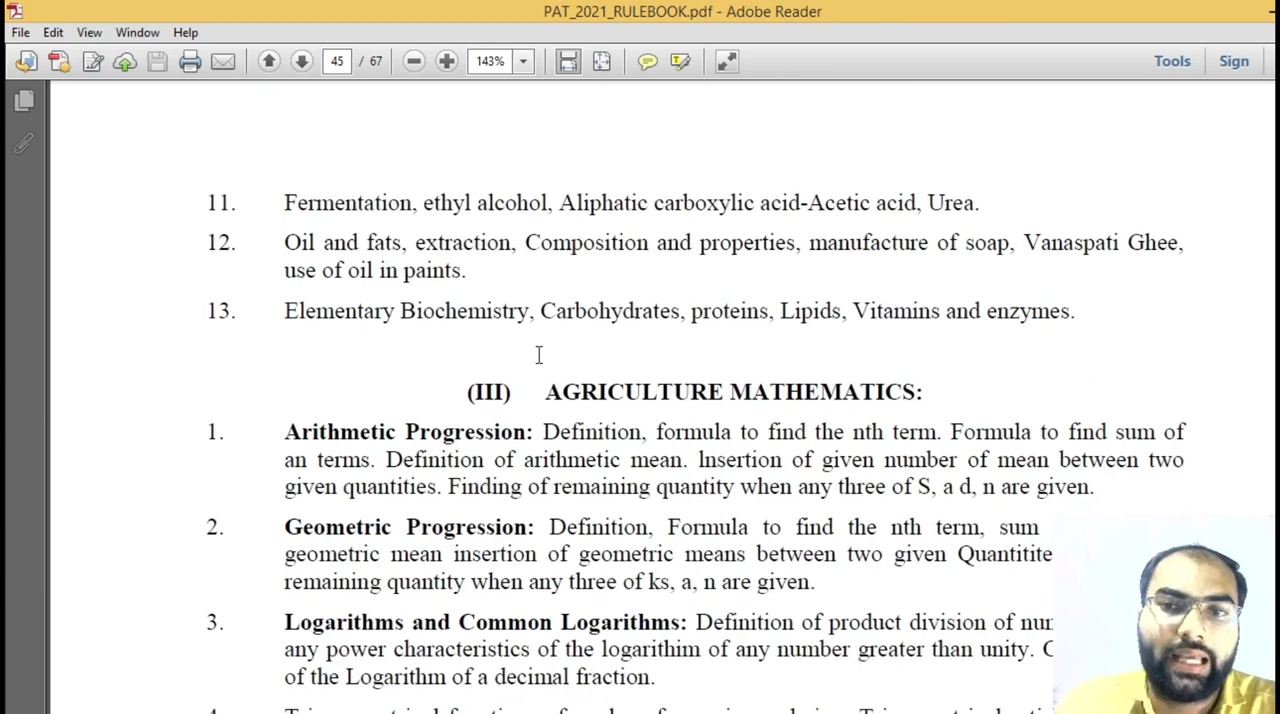 PAT_2021_RULEBOOK.pdf - Adobe Reader
File Edit View Window Help
45 / 67 143% Tools Sign
11. Fermentation, ethyl alcohol, Aliphatic carboxylic acid-Acetic acid, Urea.
12. Oil and fats, extraction, Composition and properties, manufacture of soap, Vanaspati Ghee,
use of oil in paints.
13. Elementary Biochemistry, Carbohydrates, proteins, Lipids, Vitamins and enzymes.
(III) AGRICULTURE MATHEMATICS:
1. Arithmetic Progression: Definition, formula to find the nth term. Formula to find sum of
an terms. Definition of arithmetic mean. lnsertion of given number of mean between two
given quantities. Finding of remaining quantity when any three of S, a d, n are given.
2. Geometric Progression: Definition, Formula to find the nth term, sum
geometric mean insertion of geometric means between two given Quantitite
remaining quantity when any three of ks, a, n are given.
3. Logarithms and Common Logarithms: Definition of product division of
any power characteristics of the logarithim of any number greater than unity.
of the Logarithm of a decimal fraction.